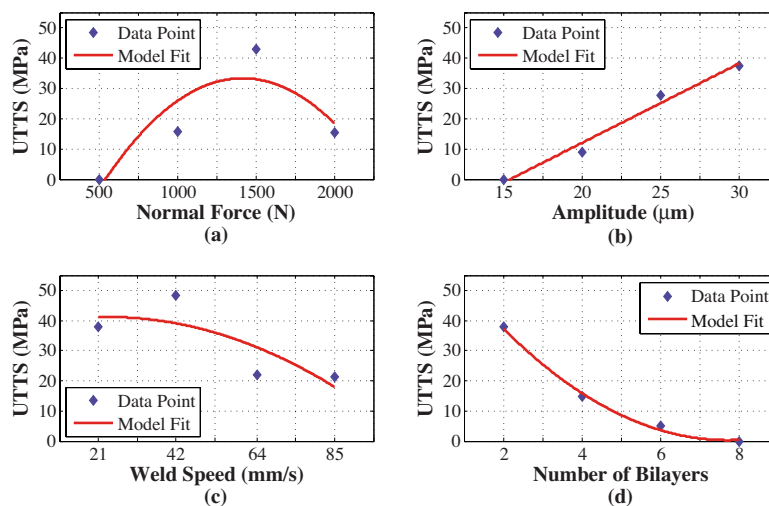 UTTS (MPa)
50
40
30
20
10
0
Data Point
Model Fit
500 1000 1500 2000
Normal Force (N)
(a)
UTTS (MPa)
50
40
30
20
10
0
Data Point
Model Fit
15 20 25 30
Amplitude (μm)
(b)
UTTS (MPa)
50
40
30
20
10
0
Data Point
Model Fit
21 42 64 85
Weld Speed (mm/s)
(c)
UTTS (MPa)
50
40
30
20
10
0
Data Point
Model Fit
2 4 6 8
Number of Bilayers
(d)